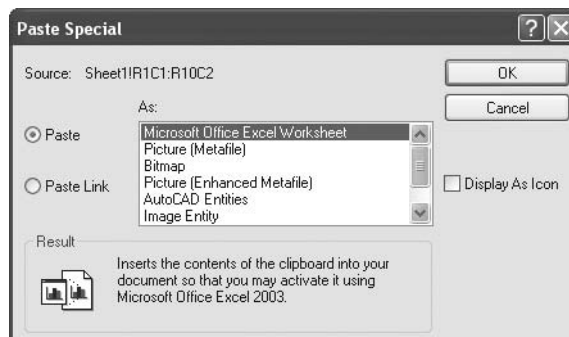 Paste Special
Source: Sheet1!R1C1:R10C2
OK
As:
Cancel
Paste
Microsoft Office Excel Worksheet
Picture (Metafile)
Bitmap
Paste Link
Picture (Enhanced Metafile)
Display As Icon
AutoCAD Entities
Image Entity
Result
Inserts the contents of the clipboard into your
document so that you may activate it using
Microsoft Office Excel 2003.